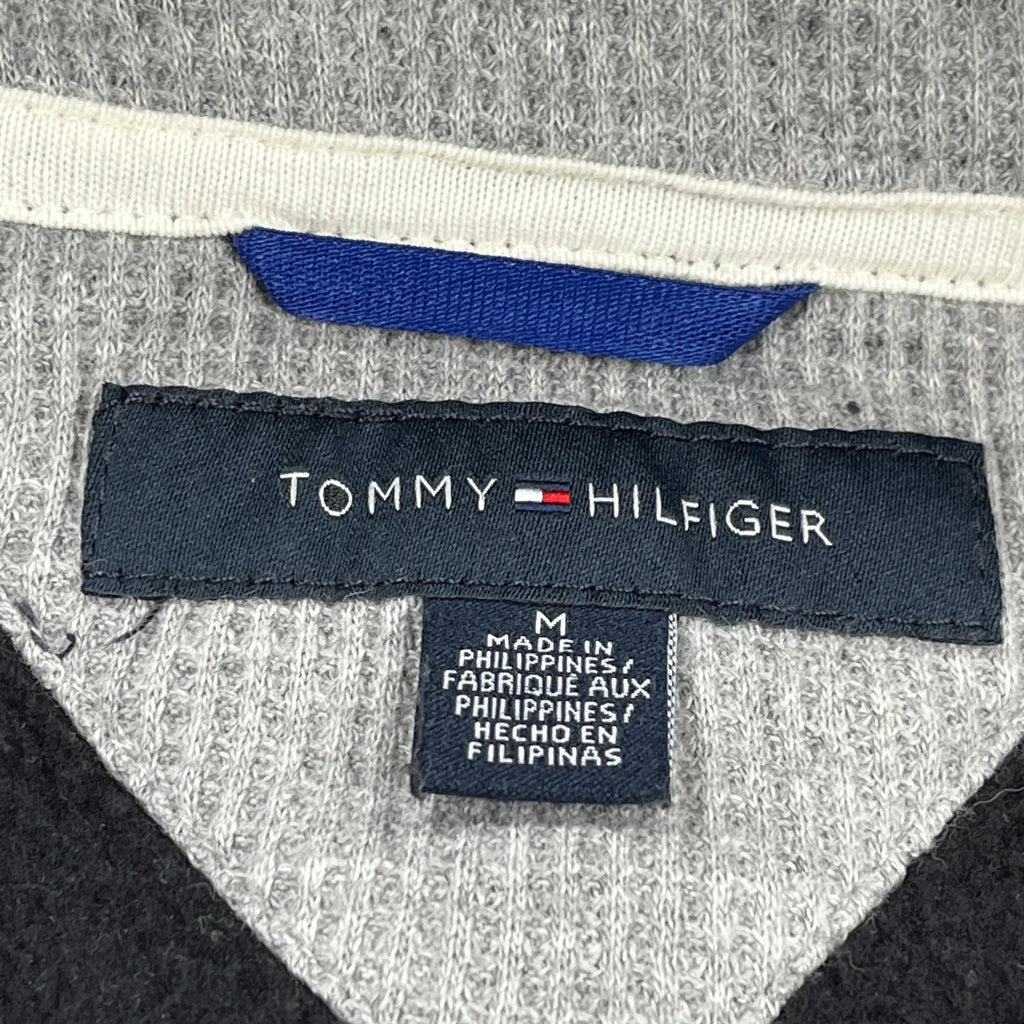 TOMMY HILFIGER
M
MADE IN
PHILIPPINES/
FABRIQUÉ AUX
PHILIPPINES/
HECHO EN
FILIPINAS